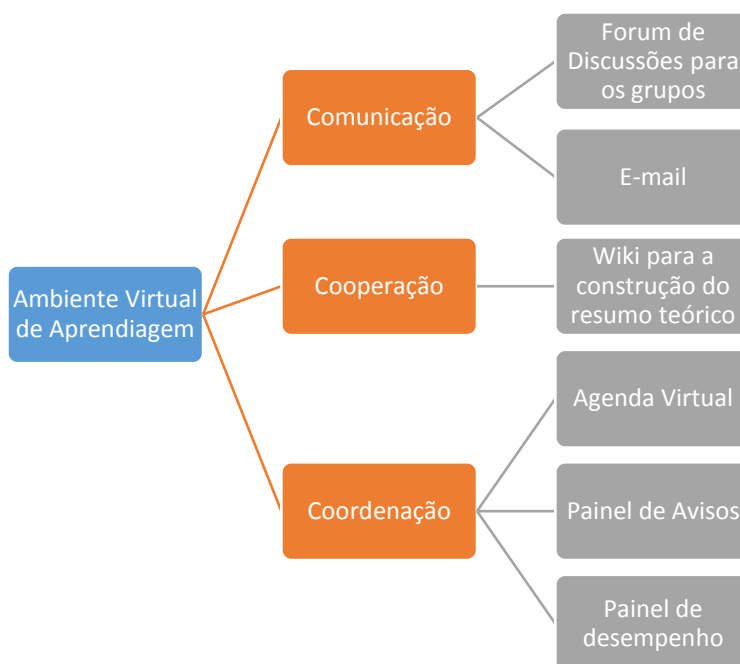 Forum de
Discussões para
os grupos
Comunicação
E-mail
Wiki para a
construção do
resumo teórico
Cooperação
Ambiente Virtual
de Aprendiagem
Agenda Virtual
Coordenação
Painel de Avisos
Painel de
desempenho